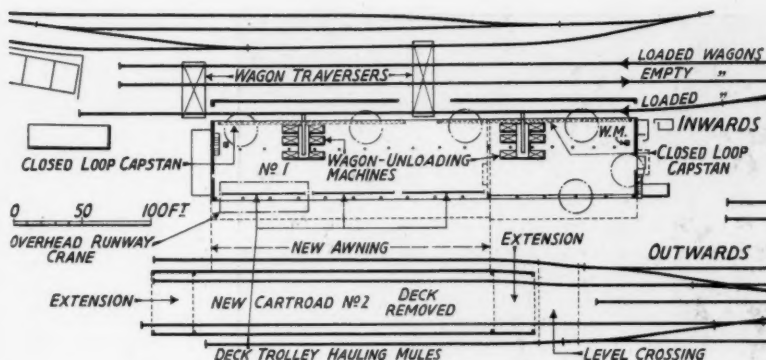 LOADED WAGONS
WAGON TRAVERSERS
EMPTY "
LOADED "
W.M.
INWARDS
CLOSED LOOP CAPSTAN
No 1
WAGON-UNLOADING MACHINES
CLOSED LOOP CAPSTAN
0 50 100FT
OVERHEAD RUNWAY CRANE
NEW AWNING
EXTENSION
OUTWARDS
EXTENSION
NEW CARTROAD No 2
DECK REMOVED
DECK TROLLEY HAULING MULES
LEVEL CROSSING